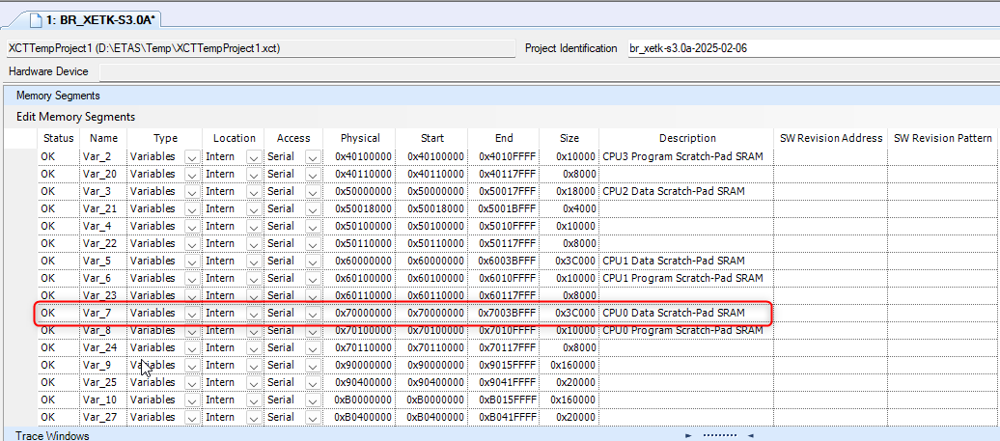 1: BR_XETK-S3.0A*
XCTTempProject1 (D:\ETAS\Temp\XCTTempProject1.xct) Project Identification br_xetk-s3.0a-2025-02-06
Hardware Device
Memory Segments
Edit Memory Segments
Status Name Type Location Access Physical Start End Size Description SW Revision Address SW Revision Pattern
OK Var_2 Variables Intern Serial 0x40100000 0x40100000 0x4010FFFF 0x10000 CPU3 Program Scratch-Pad SRAM
OK Var_20 Variables Intern Serial 0x40110000 0x40110000 0x40117FFF 0x8000
OK Var_3 Variables Intern Serial 0x50000000 0x50000000 0x50017FFF 0x18000 CPU2 Data Scratch-Pad SRAM
OK Var_21 Variables Intern Serial 0x50018000 0x50018000 0x5001BFFF 0x4000
OK Var_4 Variables Intern Serial 0x50100000 0x50100000 0x5010FFFF 0x10000
OK Var_22 Variables Intern Serial 0x50110000 0x50110000 0x50117FFF 0x8000
OK Var_5 Variables Intern Serial 0x60000000 0x60000000 0x6003BFFF 0x3C000 CPU1 Data Scratch-Pad SRAM
OK Var_6 Variables Intern Serial 0x60100000 0x60100000 0x6010FFFF 0x10000 CPU1 Program Scratch-Pad SRAM
OK Var_23 Variables Intern Serial 0x60110000 0x60110000 0x60117FFF 0x8000
OK Var_7 Variables Intern Serial 0x70000000 0x70000000 0x7003BFFF 0x3C000 CPU0 Data Scratch-Pad SRAM
OK Var_8 Variables Intern Serial 0x70100000 0x70100000 0x7010FFFF 0x10000 CPU0 Program Scratch-Pad SRAM
OK Var_24 Variables Intern Serial 0x70110000 0x70110000 0x70117FFF 0x8000
OK Var_9 Variables Intern Serial 0x90000000 0x90000000 0x9015FFFF 0x160000
OK Var_25 Variables Intern Serial 0x90400000 0x90400000 0x9041FFFF 0x20000
OK Var_10 Variables Intern Serial 0xB0000000 0xB0000000 0xB015FFFF 0x160000
OK Var_27 Variables Intern Serial 0xB0400000 0xB0400000 0xB041FFFF 0x20000
Trace Windows